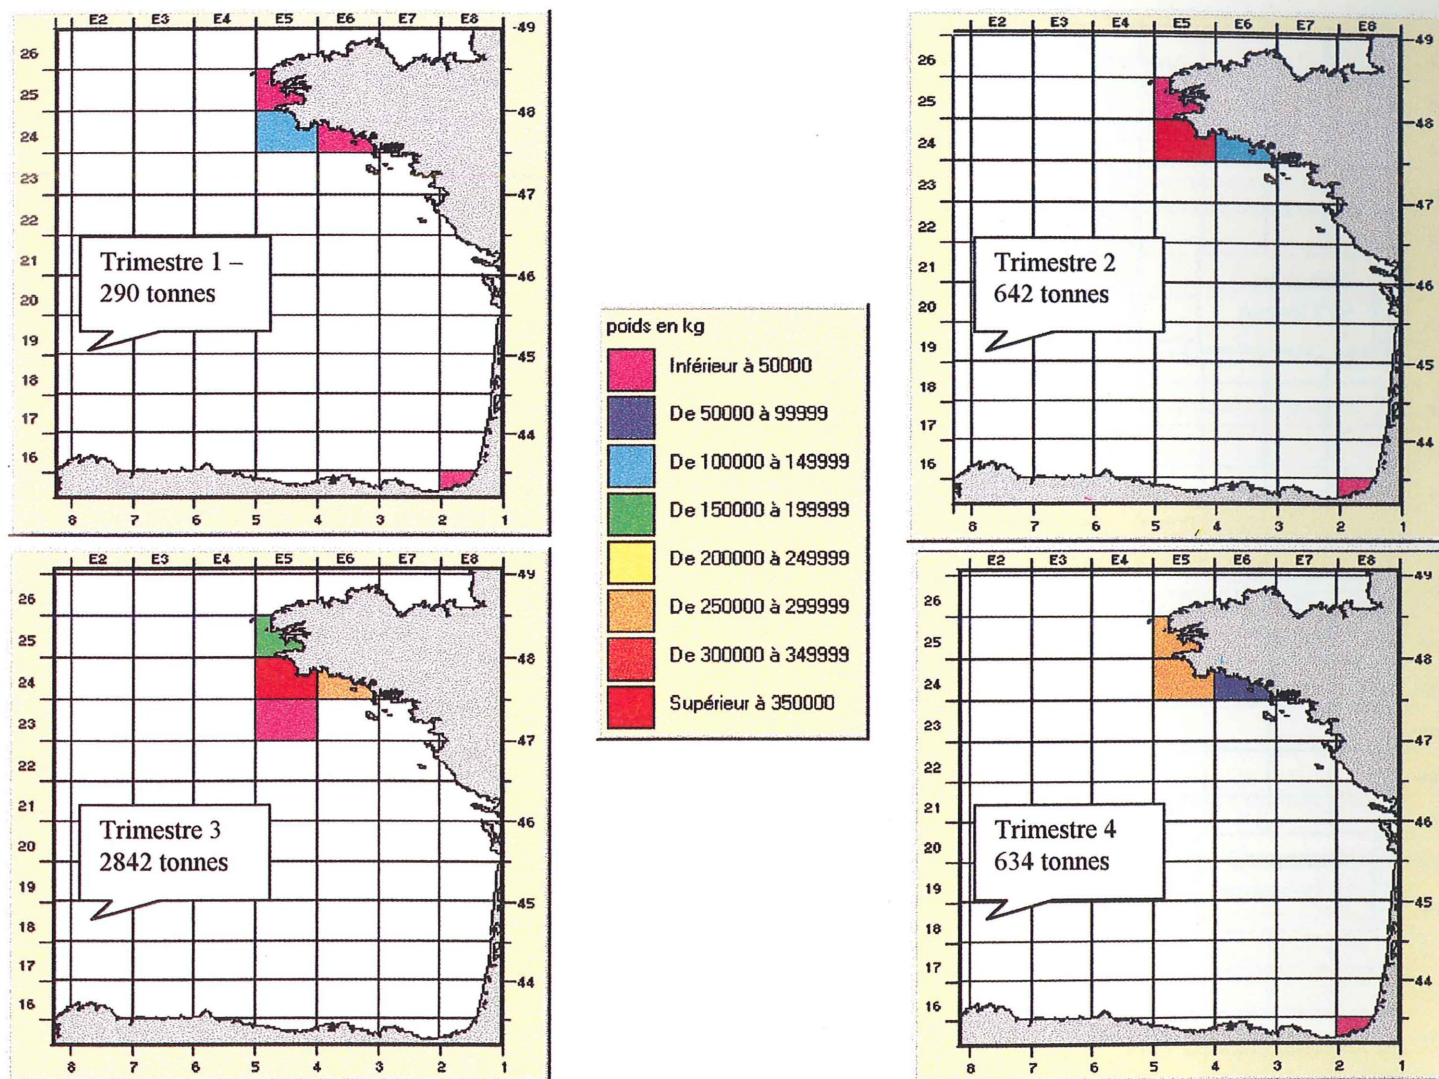 E2 E3 E4 E5 E6 E7 E8
26
25
24
23
22
21
20
19
18
17
16
49
48
47
46
45
44
8 7 6 5 4 3 2 1
Trimestre 1 –
290 tonnes
E2 E3 E4 E5 E6 E7 E8
26
25
24
23
22
21
20
19
18
17
16
49
48
47
46
45
44
8 7 6 5 4 3 2 1
Trimestre 2
642 tonnes
poids en kg
Inférieur à 50000
De 50000 à 99999
De 100000 à 149999
De 150000 à 199999
De 200000 à 249999
De 250000 à 299999
De 300000 à 349999
Supérieur à 350000
E2 E3 E4 E5 E6 E7 E8
26
25
24
23
22
21
20
19
18
17
16
49
48
47
46
45
44
8 7 6 5 4 3 2 1
Trimestre 3
2842 tonnes
E2 E3 E4 E5 E6 E7 E8
26
25
24
23
22
21
20
19
18
17
16
49
48
47
46
45
44
8 7 6 5 4 3 2 1
Trimestre 4
634 tonnes